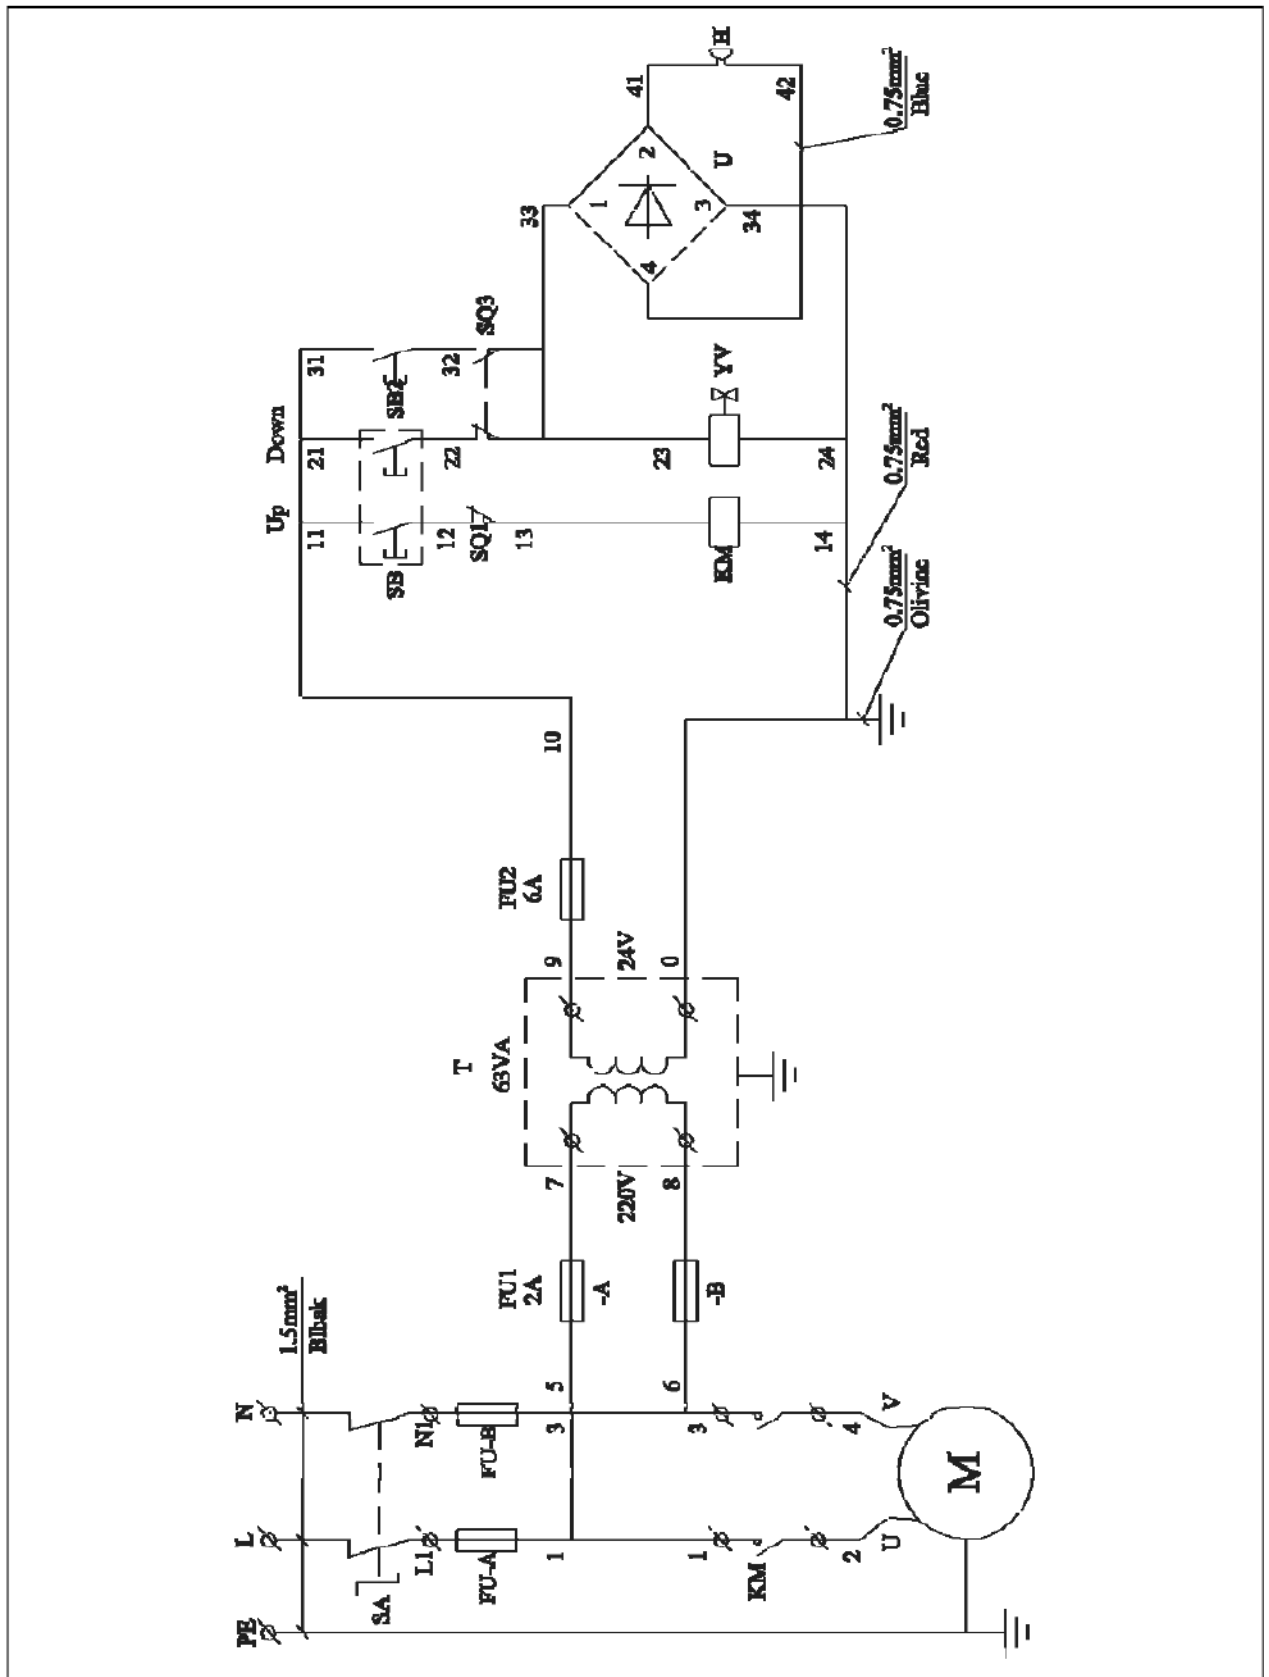 PE
L
N
1.5mm²
Blbak
SA
L1
N1
FU-A
FU-B
1
3
5
6
1
3
KM
2
4
U
V
M
FU1
2A
-A
-B
7
8
220V
T
63VA
9
0
24V
FU2
6A
10
Up
Down
11
21
31
SB
SB2
12
22
32
SQ1
SQ3
13
33
23
KM
YV
14
24
1
2
3
4
U
34
41
42
H
0.75mm²
Olivine
0.75mm²
Red
0.75mm²
Blue